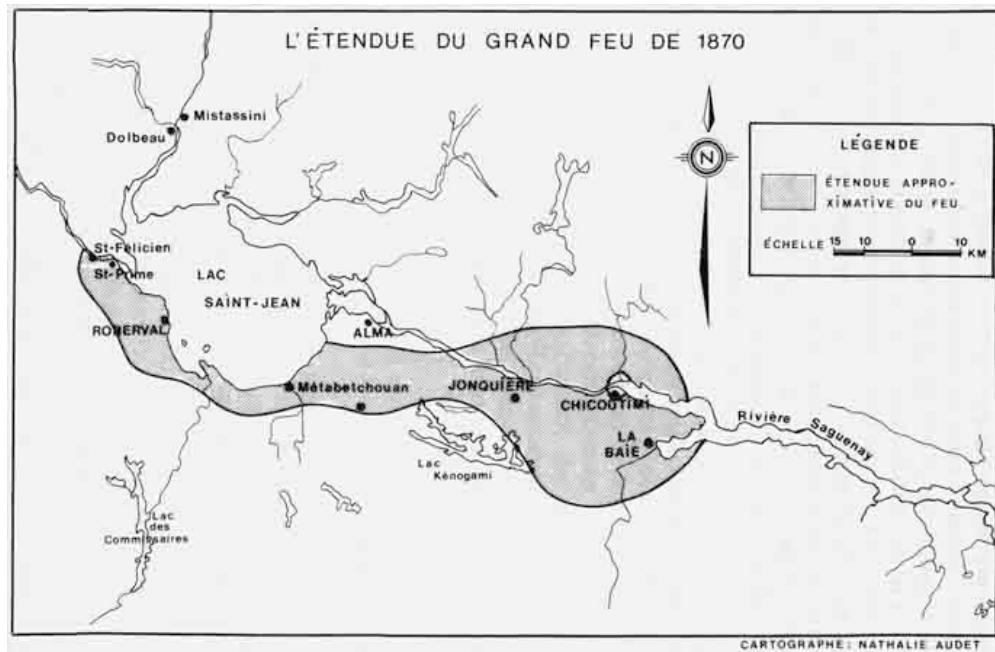 L'ÉTENDUE DU GRAND FEU DE 1870
Mistassini
Dolbeau
N
LÉGENDE
ÉTENDUE APPRO-
XIMATIVE DU FEU
ÉCHELLE 15 10 0 10
KM
St-Félicien
St-Prime
LAC
SAINT-JEAN
ROBERVAL
ALMA
Métabetchouan
JONQUIÈRE
CHICOUTIMI
Rivière Saguenay
LA
BAIE
Lac
Kénogami
Lac
des
Commissaires
CARTOGRAPHE: NATHALIE AUDET